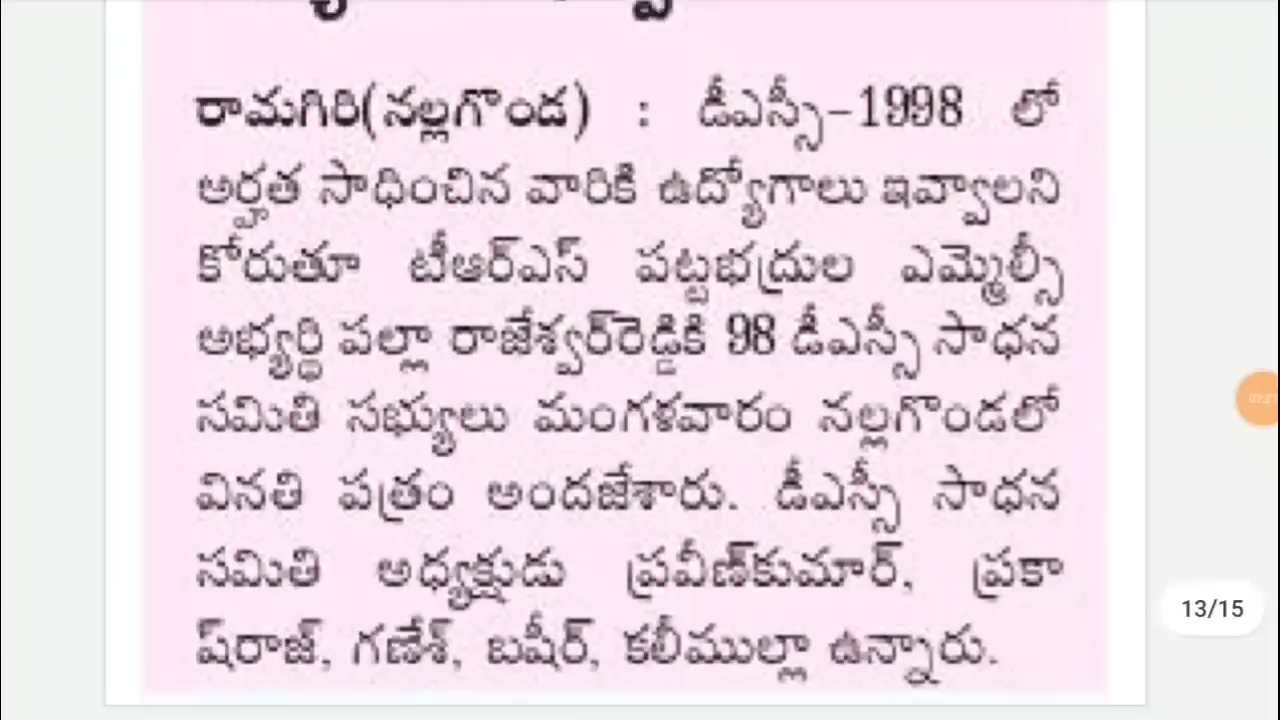 రామగిరి(నల్లగొండ) : డీఎస్సీ-1998 లో
అర్హత సాధించిన వారికి ఉద్యోగాలు ఇవ్వాలని
కోరుతూ టీఆర్ఎస్ పట్టభద్రుల ఎమ్మెల్సీ
అభ్యర్థి పల్లా రాజేశ్వర్‌రెడ్డికి 98 డీఎస్సీ సాధన
సమితి సభ్యులు మంగళవారం నల్లగొండలో
వినతి పత్రం అందజేశారు. డీఎస్సీ సాధన
సమితి అధ్యక్షుడు ప్రవీణ్‌కుమార్, ప్రకా
ష్‌రాజ్, గణేశ్, బషీర్, కలీముల్లా ఉన్నారు.
13/15